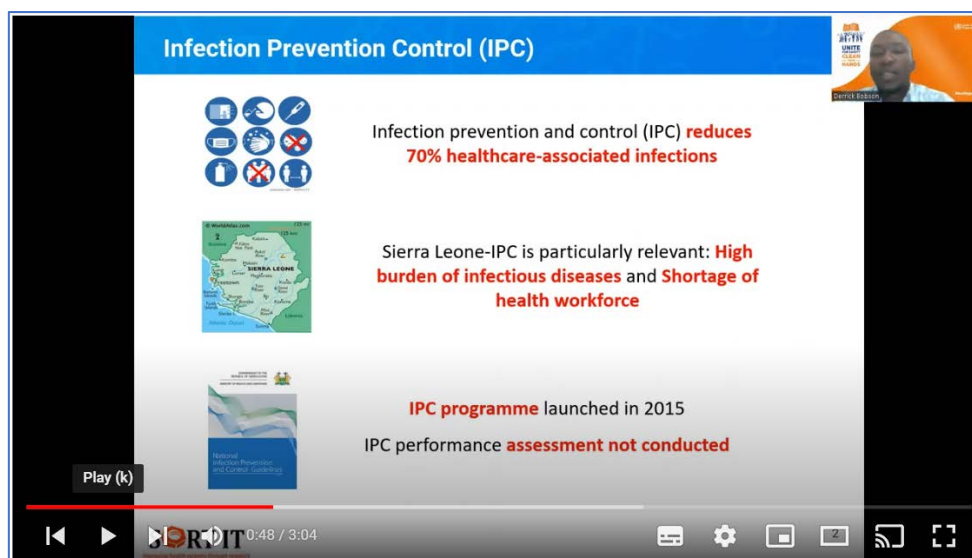 Infection Prevention Control (IPC)
UNITE
CLEAN
HANDS
Derrick Bobson
Infection prevention and control (IPC) reduces
70% healthcare-associated infections
© WorldAtlas.com
SIERRA LEONE
Sierra Leone-IPC is particularly relevant: High
burden of infectious diseases and Shortage of
health workforce
National
Infection Prevention
and Control Guidelines
IPC programme launched in 2015
IPC performance assessment not conducted
Play (k)
0:48 / 3:04
2